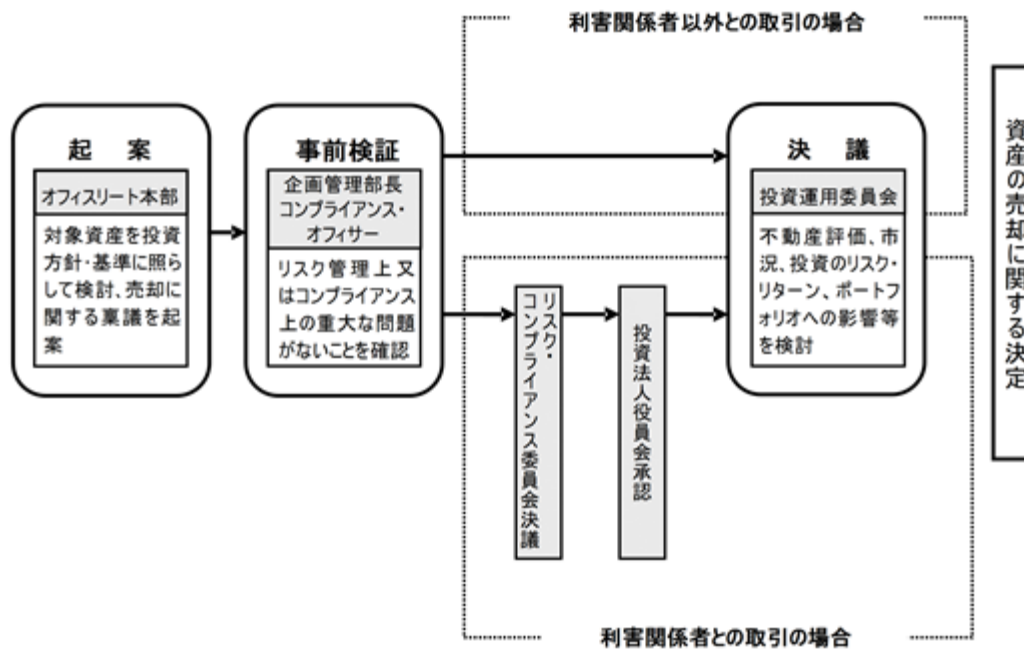 利害関係者以外との取引の場合
起　案
オフィスリート本部
対象資産を投資
方針・基準に照ら
して検討、売却に
関する稟議を起
案
事前検証
企画管理部長
コンプライアンス・
オフィサー
リスク管理上又
はコンプライアンス
上の重大な問題
がないことを確認
リスク・
コンプライアンス委員会決議
投資法人役員会承認
決　議
投資運用委員会
不動産評価、市
況、投資のリスク・
リターン、ポートフ
ォリオへの影響等
を検討
資産の売却に関する決定
利害関係者との取引の場合